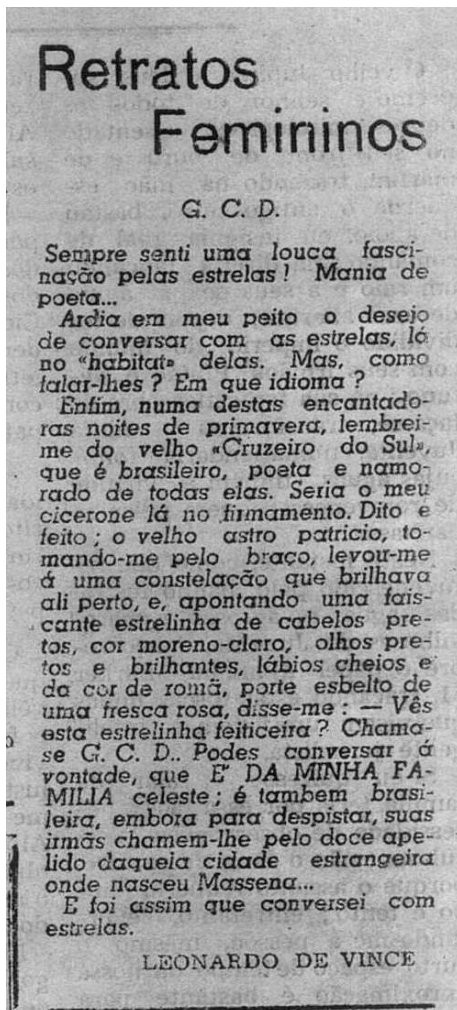 Retratos
Femininos
G. C. D.
Sempre senti uma louca fasci-
nação pelas estrelas! Mania de
poeta...
Ardia em meu peito o desejo
de conversar com as estrelas, lá
no «habitat» delas. Mas, como
falar-lhes? Em que idioma?
Enfim, numa destas encantado-
ras noites de primavera, lembrei-
me do velho «Cruzeiro do Sul»,
que é brasileiro, poeta e namo-
rado de todas elas. Seria o meu
cicerone lá no firmamento. Dito e
feito; o velho astro patricio, to-
mando-me pelo braço, levou-me
á uma constelação que brilhava
ali perto, e, apontando uma fais-
cante estrelinha de cabelos pre-
tos, cor moreno-claro, olhos pre-
tos e brilhantes, lábios cheios e
da cor de romã, porte esbelto de
uma fresca rosa, disse-me: — Vês
esta estrelinha feiticeira? Chama-
se G. C. D.. Podes conversar á
vontade, que E' DA MINHA FA-
MILIA celeste; é tambem brasi-
leira, embora para despistar, suas
irmãs chamem-lhe pelo doce ape-
lido daqueia cidade estrangeira
onde nasceu Massena...
E foi assim que conversei com
estrelas.
LEONARDO DE VINCE